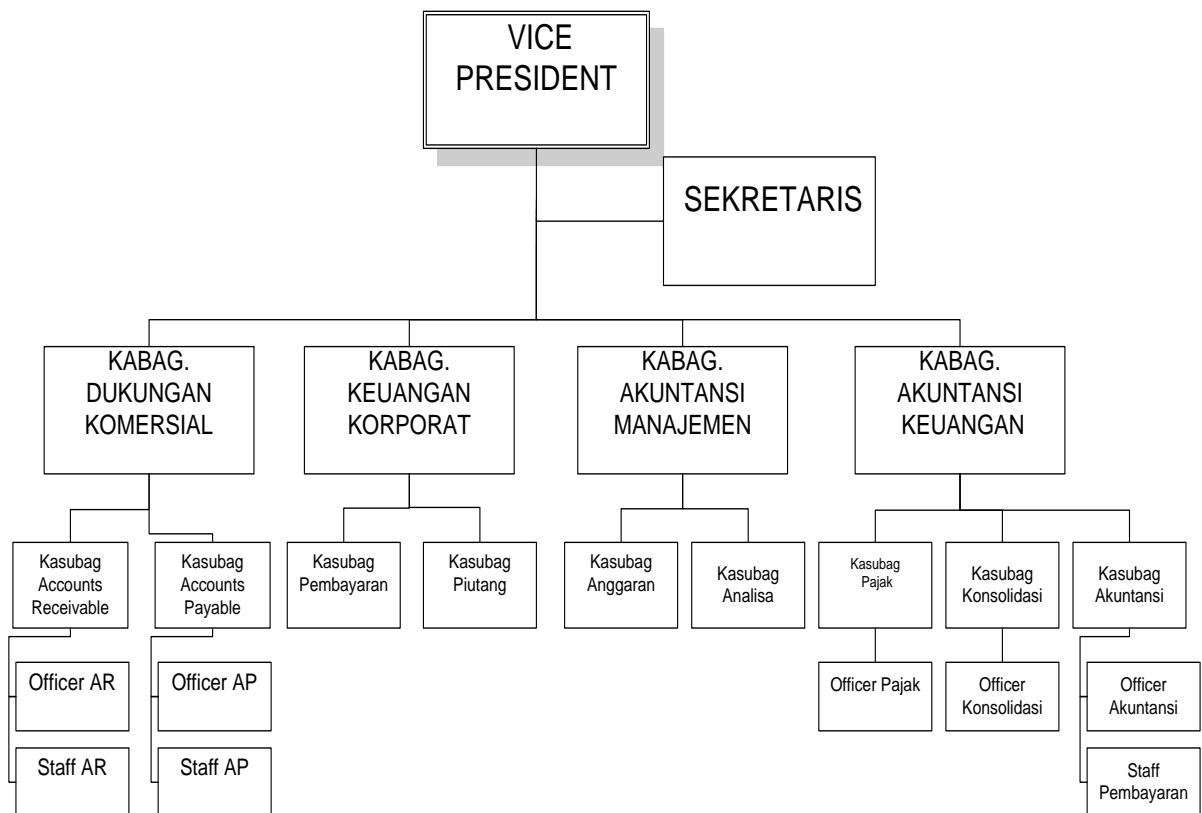 VICE
PRESIDENT
SEKRETARIS
KABAG.
DUKUNGAN
KOMERSIAL
KABAG.
KEUANGAN
KORPORAT
KABAG.
AKUNTANSI
MANAJEMEN
KABAG.
AKUNTANSI
KEUANGAN
Kasubag
Accounts
Receivable
Kasubag
Accounts
Payable
Kasubag
Pembayaran
Kasubag
Piutang
Kasubag
Anggaran
Kasubag
Analisa
Kasubag
Pajak
Kasubag
Konsolidasi
Kasubag
Akuntansi
Officer AR
Officer AP
Officer Pajak
Officer
Konsolidasi
Officer
Akuntansi
Staff AR
Staff AP
Staff
Pembayaran